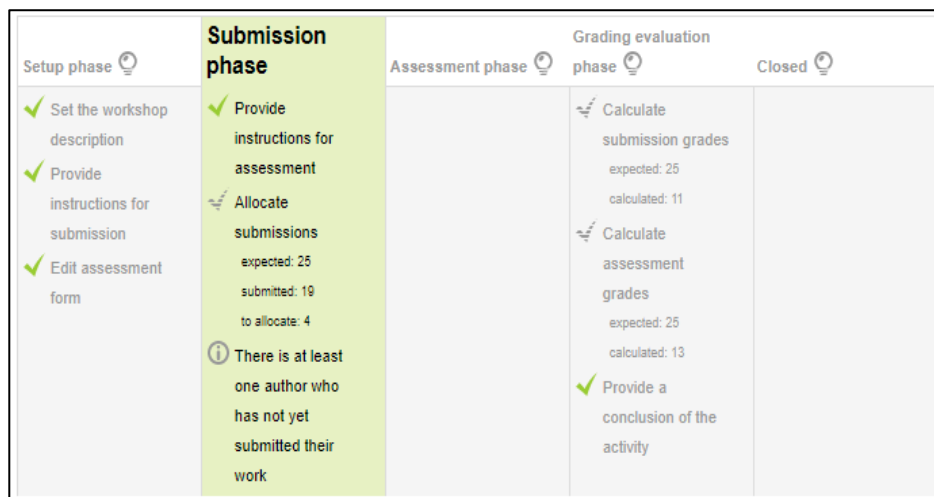 Setup phase
Submission
phase
Assessment phase
Grading evaluation
phase
Closed
Set the workshop
description
Provide
instructions for
submission
Edit assessment
form
Provide
instructions for
assessment
Allocate
submissions
expected: 25
submitted: 19
to allocate: 4
There is at least
one author who
has not yet
submitted their
work
Calculate
submission grades
expected: 25
calculated: 11
Calculate
assessment
grades
expected: 25
calculated: 13
Provide a
conclusion of the
activity